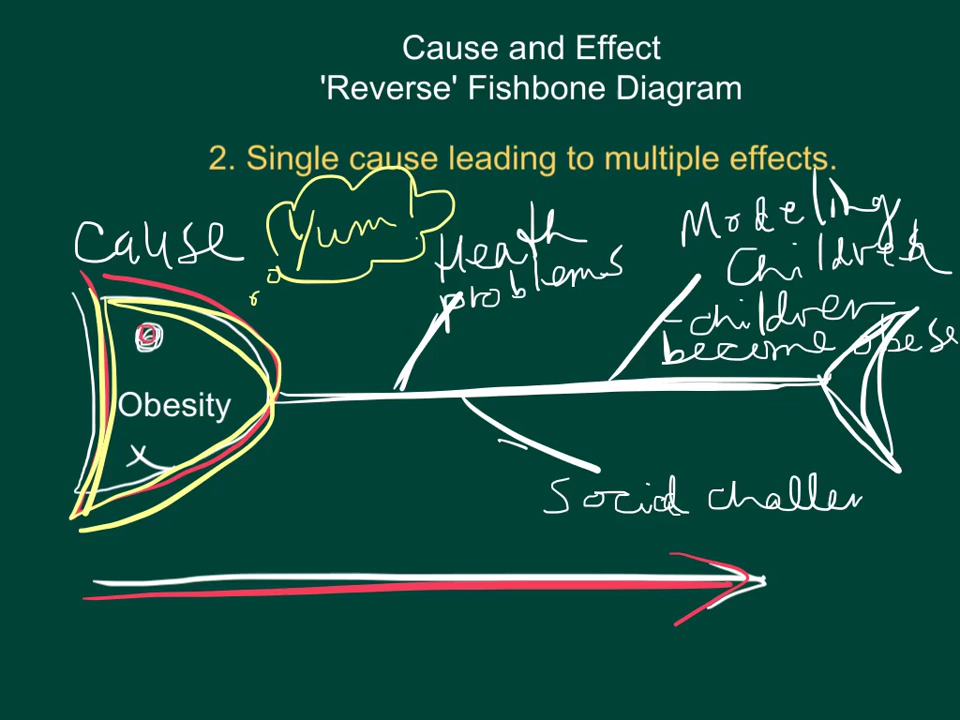 Cause and Effect
'Reverse' Fishbone Diagram
2. Single cause leading to multiple effects.
Cause
Yum
Heath
problems
Modeling
Children
- children
become obese
Obesity
Social challen